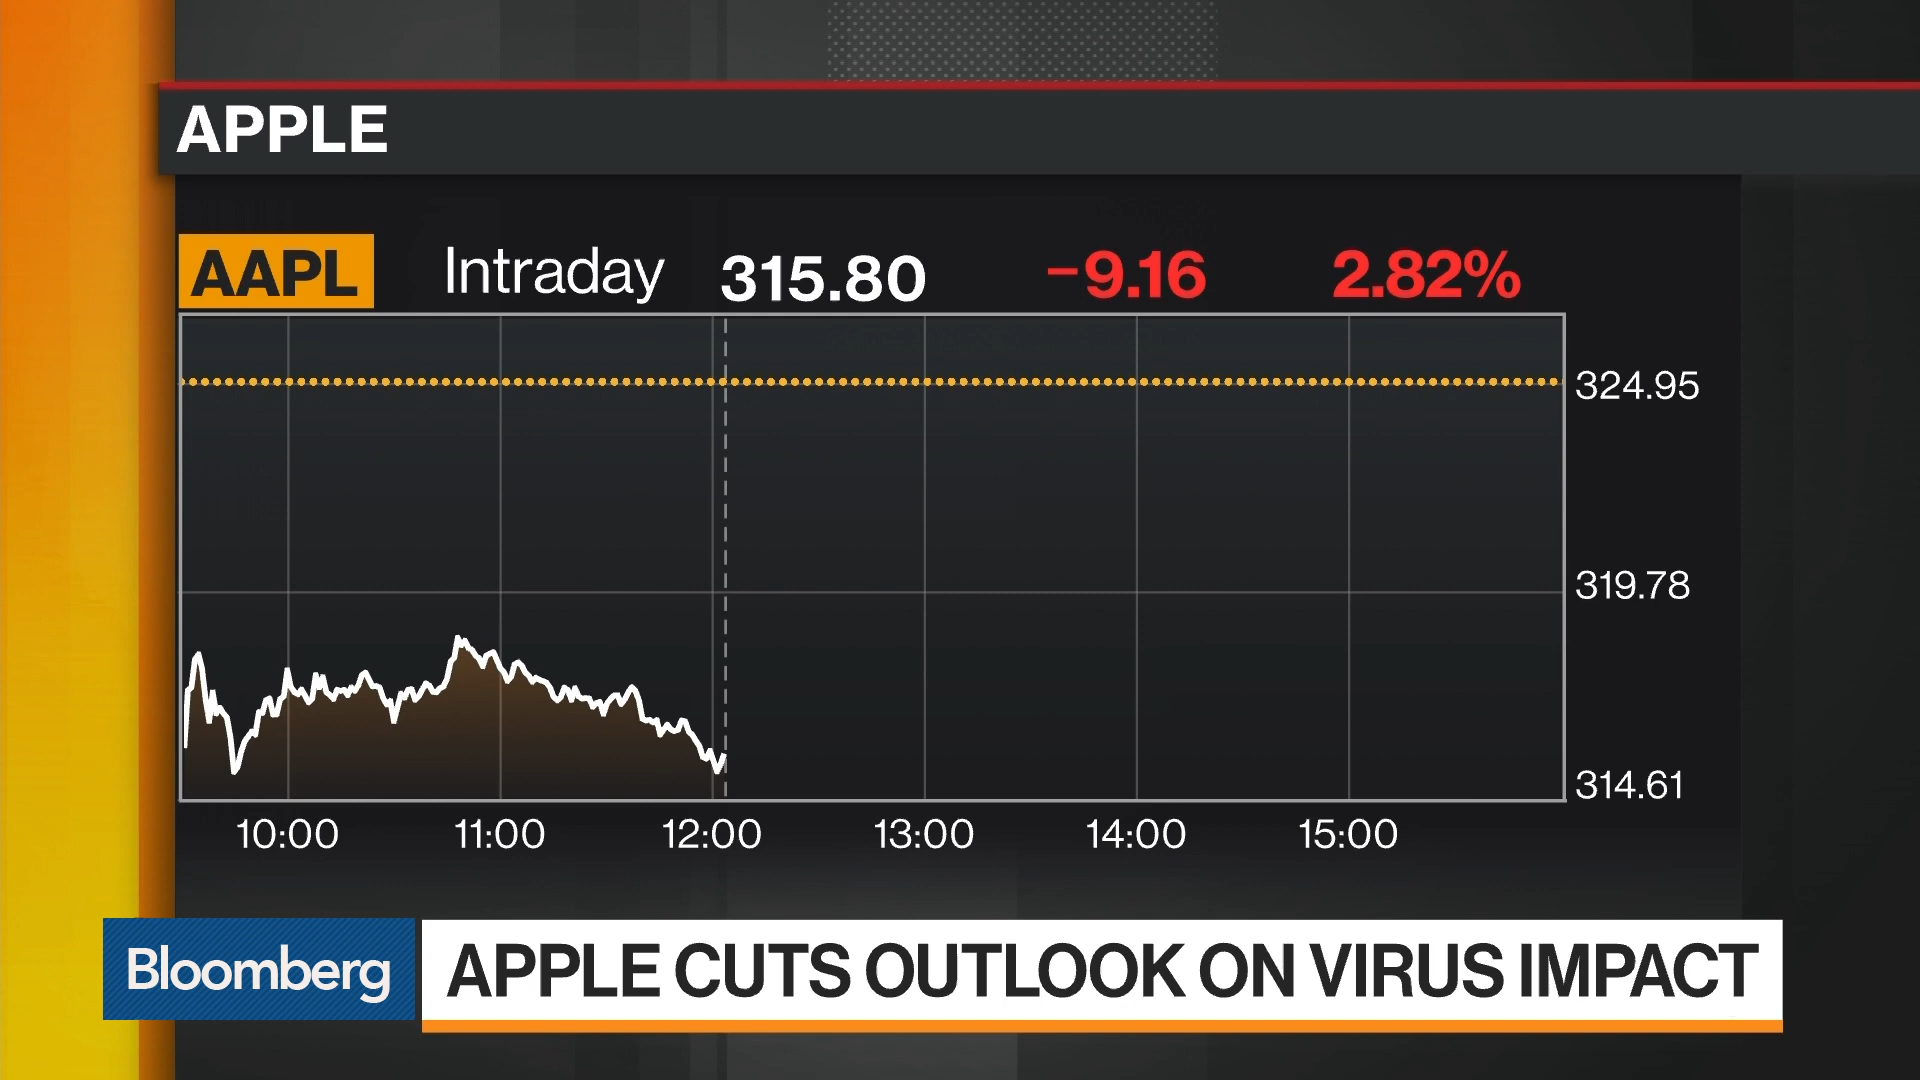 APPLE
AAPL Intraday 315.80 -9.16 2.82%
324.95
319.78
314.61
10:00 11:00 12:00 13:00 14:00 15:00
Bloomberg APPLE CUTS OUTLOOK ON VIRUS IMPACT